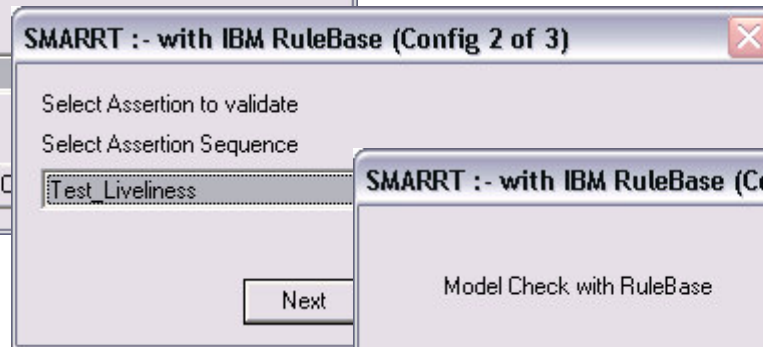 SMARRT :- with IBM RuleBase (Config 2 of 3)
Select Assertion to validate
Select Assertion Sequence
Test_Liveliness
Next
SMARRT :- with IBM RuleBase (Co
Model Check with RuleBase